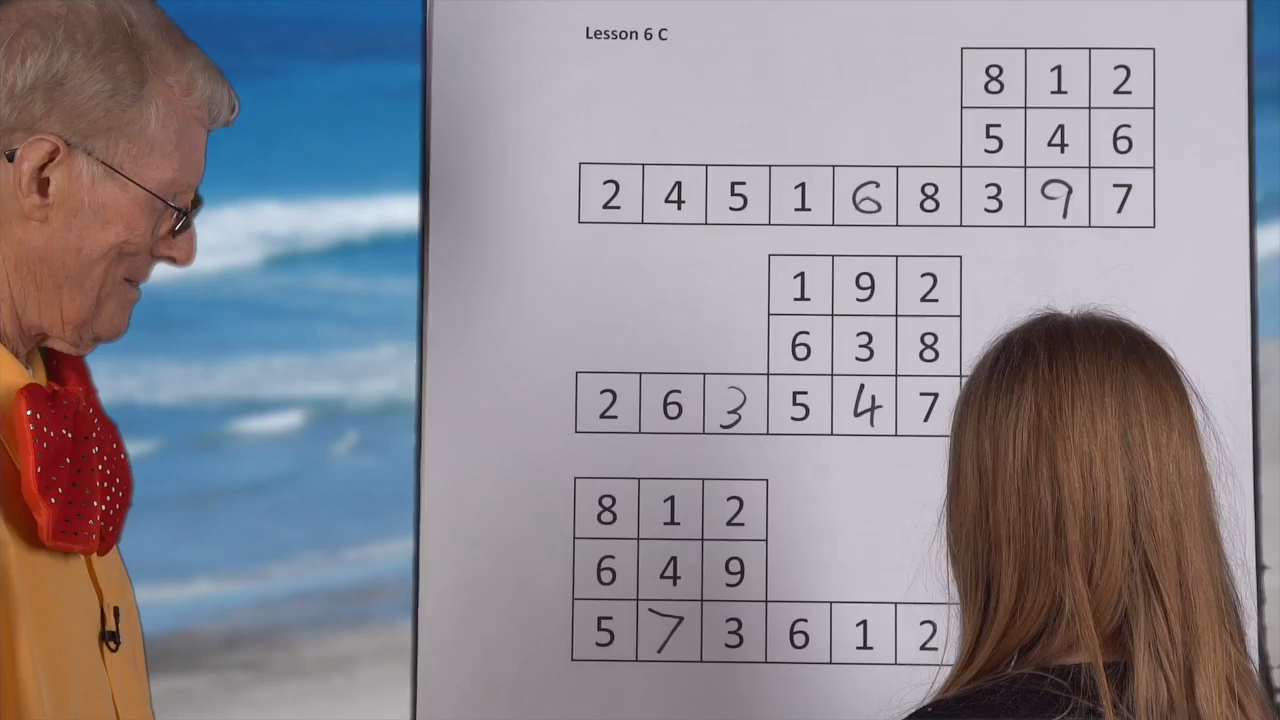 Lesson 6 C
8 1 2
5 4 6
2 4 5 1 6 8 3 9 7
1 9 2
6 3 8
2 6 3 5 4 7
8 1 2
6 4 9
5 7 3 6 1 2